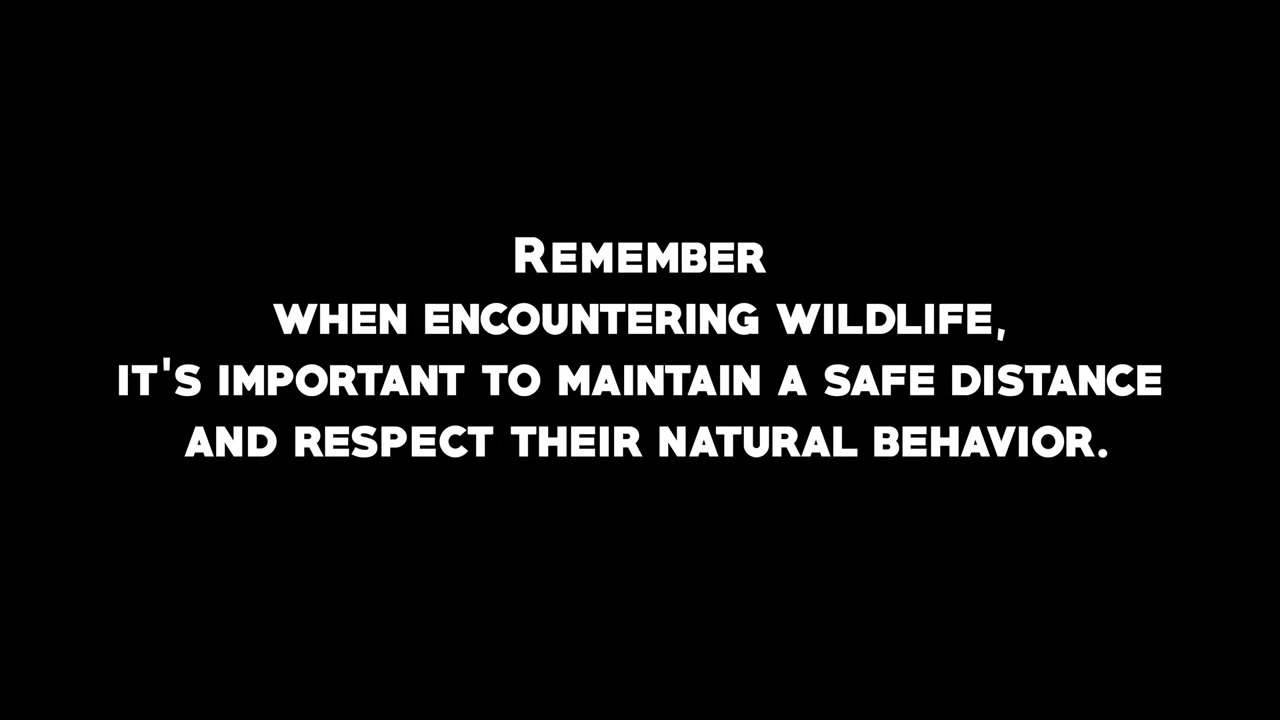 Remember
when encountering wildlife,
it's important to maintain a safe distance
and respect their natural behavior.